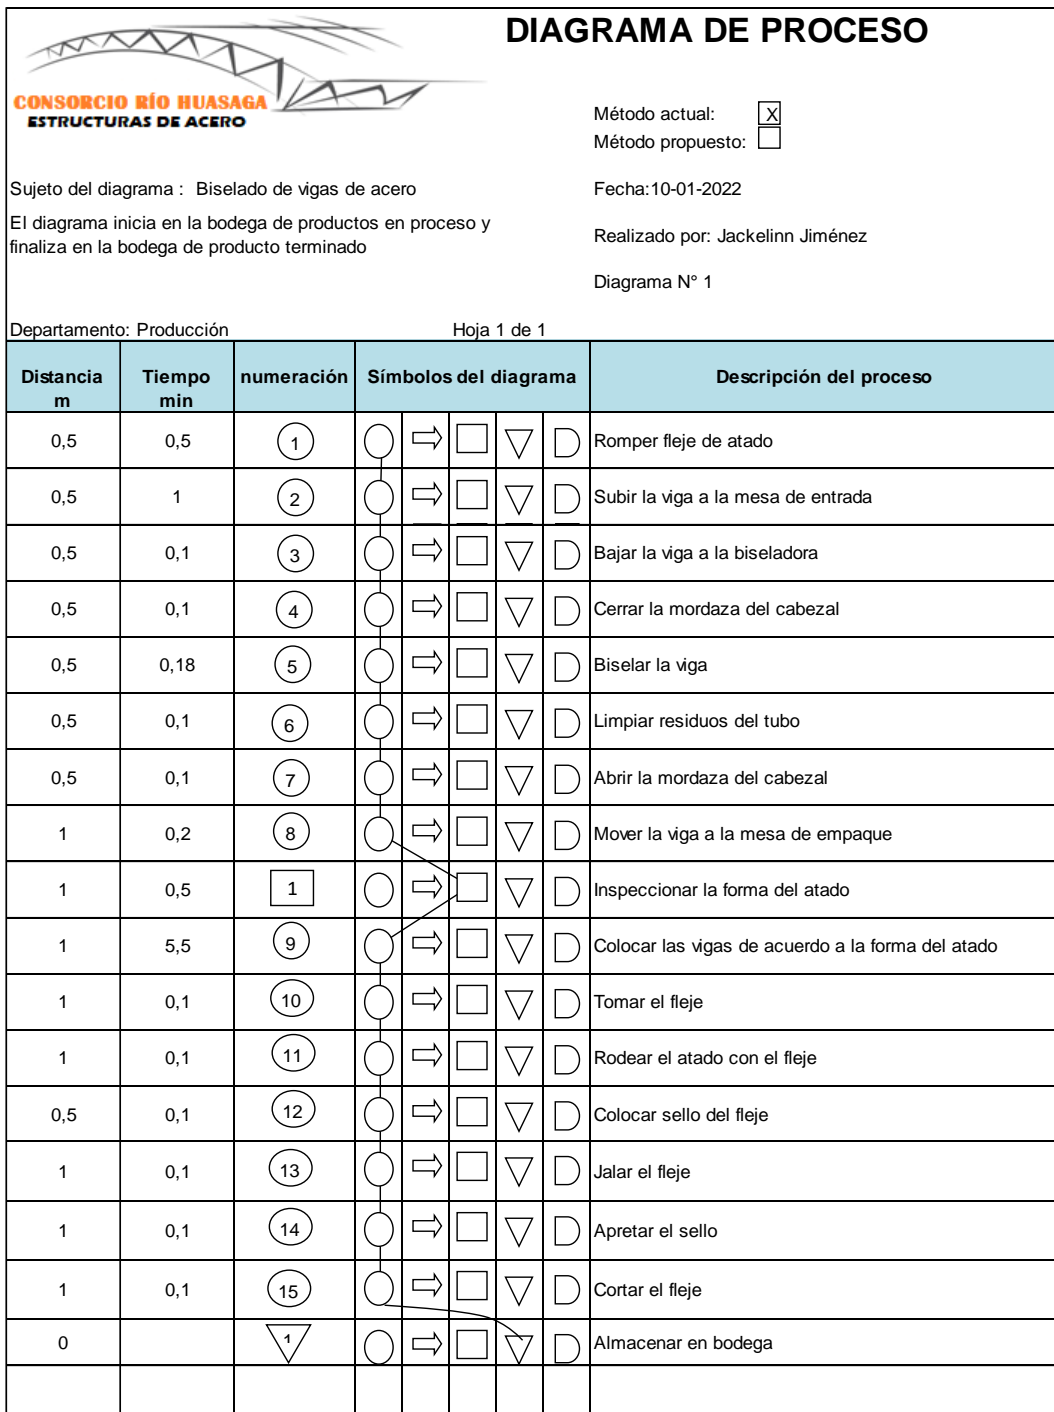 DIAGRAMA DE PROCESO
CONSORCIO RÍO HUASAGA
ESTRUCTURAS DE ACERO
Método actual: X
Método propuesto:
Sujeto del diagrama : Biselado de vigas de acero
Fecha:10-01-2022
El diagrama inicia en la bodega de productos en proceso y
finaliza en la bodega de producto terminado
Realizado por: Jackelinn Jiménez
Diagrama N° 1
Departamento: Producción Hoja 1 de 1
Distancia m Tiempo min numeración Símbolos del diagrama Descripción del proceso
0,5 0,5 1 Romper fleje de atado
0,5 1 2 Subir la viga a la mesa de entrada
0,5 0,1 3 Bajar la viga a la biseladora
0,5 0,1 4 Cerrar la mordaza del cabezal
0,5 0,18 5 Biselar la viga
0,5 0,1 6 Limpiar residuos del tubo
0,5 0,1 7 Abrir la mordaza del cabezal
1 0,2 8 Mover la viga a la mesa de empaque
1 0,5 1 Inspeccionar la forma del atado
1 5,5 9 Colocar las vigas de acuerdo a la forma del atado
1 0,1 10 Tomar el fleje
1 0,1 11 Rodear el atado con el fleje
0,5 0,1 12 Colocar sello del fleje
1 0,1 13 Jalar el fleje
1 0,1 14 Apretar el sello
1 0,1 15 Cortar el fleje
0 1 Almacenar en bodega